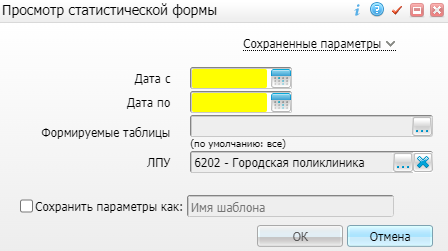 Просмотр статистической формы
Сохраненные параметры
Дата с
Дата по
Формируемые таблицы
...
(по умолчанию: все)
ЛПУ 6202 - Городская поликлиника ...
Сохранить параметры как: Имя шаблона
ОК Отмена